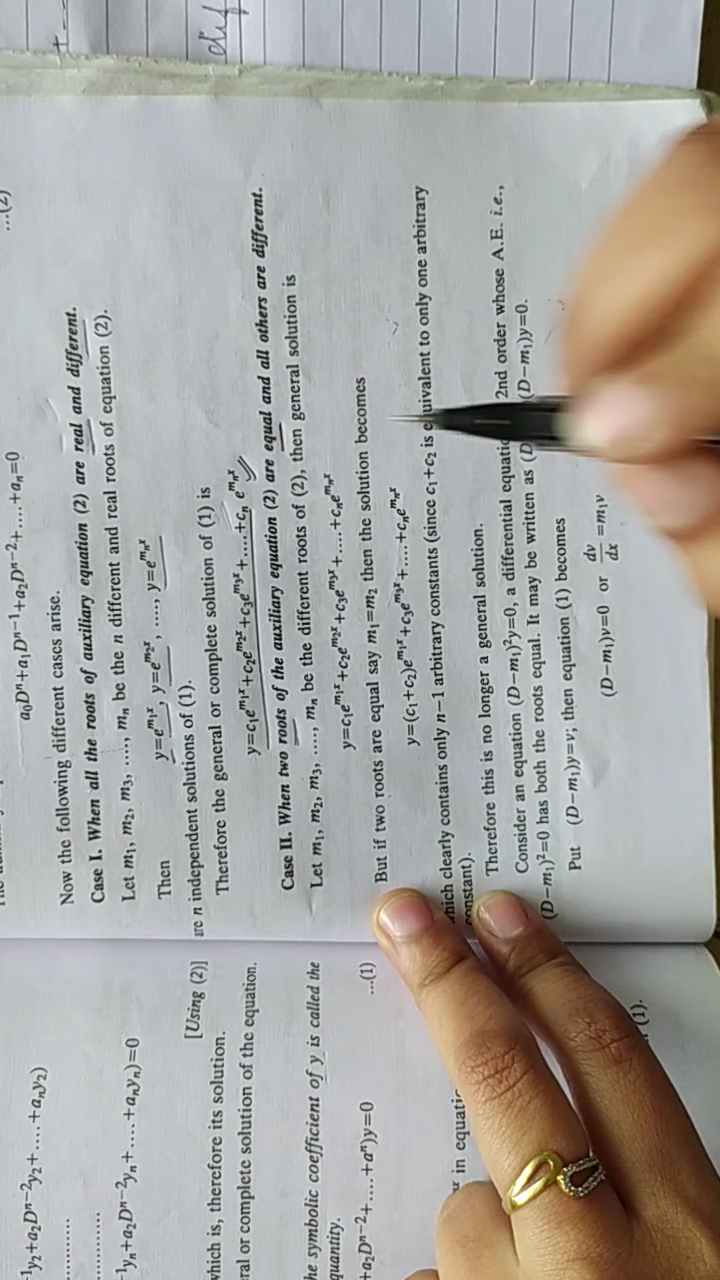 dif
...(2)
a₀Dⁿ+a₁Dⁿ⁻¹+a₂Dⁿ⁻²+....+aₙ=0
Now the following different cases arise.
Case I. When all the roots of auxiliary equation (2) are real and different.
Let m₁, m₂, m₃, ...., mₙ be the n different and real roots of equation (2).
Then y=e^{m₁x}, y=e^{m₂x}, ...., y=e^{mₙx}
are n independent solutions of (1).
Therefore the general or complete solution of (1) is
y=c₁e^{m₁x}+c₂e^{m₂x}+c₃e^{m₃x}+....+cₙ e^{mₙx}
Case II. When two roots of the auxiliary equation (2) are equal and all others are different.
Let m₁, m₂, m₃, ...., mₙ be the different roots of (2), then general solution is
y=c₁e^{m₁x}+c₂e^{m₂x}+c₃e^{m₃x}+....+cₙe^{mₙx}
But if two roots are equal say m₁=m₂ then the solution becomes
y=(c₁+c₂)e^{m₁x}+c₃e^{m₃x}+....+cₙe^{mₙx}
clearly contains only n−1 arbitrary constants (since c₁+c₂ is equivalent to only one arbitrary
constant).
Therefore this is no longer a general solution.
Consider an equation (D−m₁)²y=0, a differential 2nd order whose A.E. i.e.,
(D−m₁)²=0 has both the roots equal. It may be written as (D (D−m₁)y=0.
Put (D−m₁)y=v; then equation (1) becomes
(D−m₁)v=0 or dv/dx=m₁v
⁻¹y₂+a₂Dⁿ⁻²y₂+....+aₙy₂)
............
............
⁻¹yₙ+a₂Dⁿ⁻²yₙ+....+aₙyₙ)=0
[Using (2)]
which is, therefore its solution.
or complete solution of the equation.
symbolic coefficient of y is called the
quantity.
+a₂Dⁿ⁻²+....+aⁿ)y=0 ...(1)
in
(1).